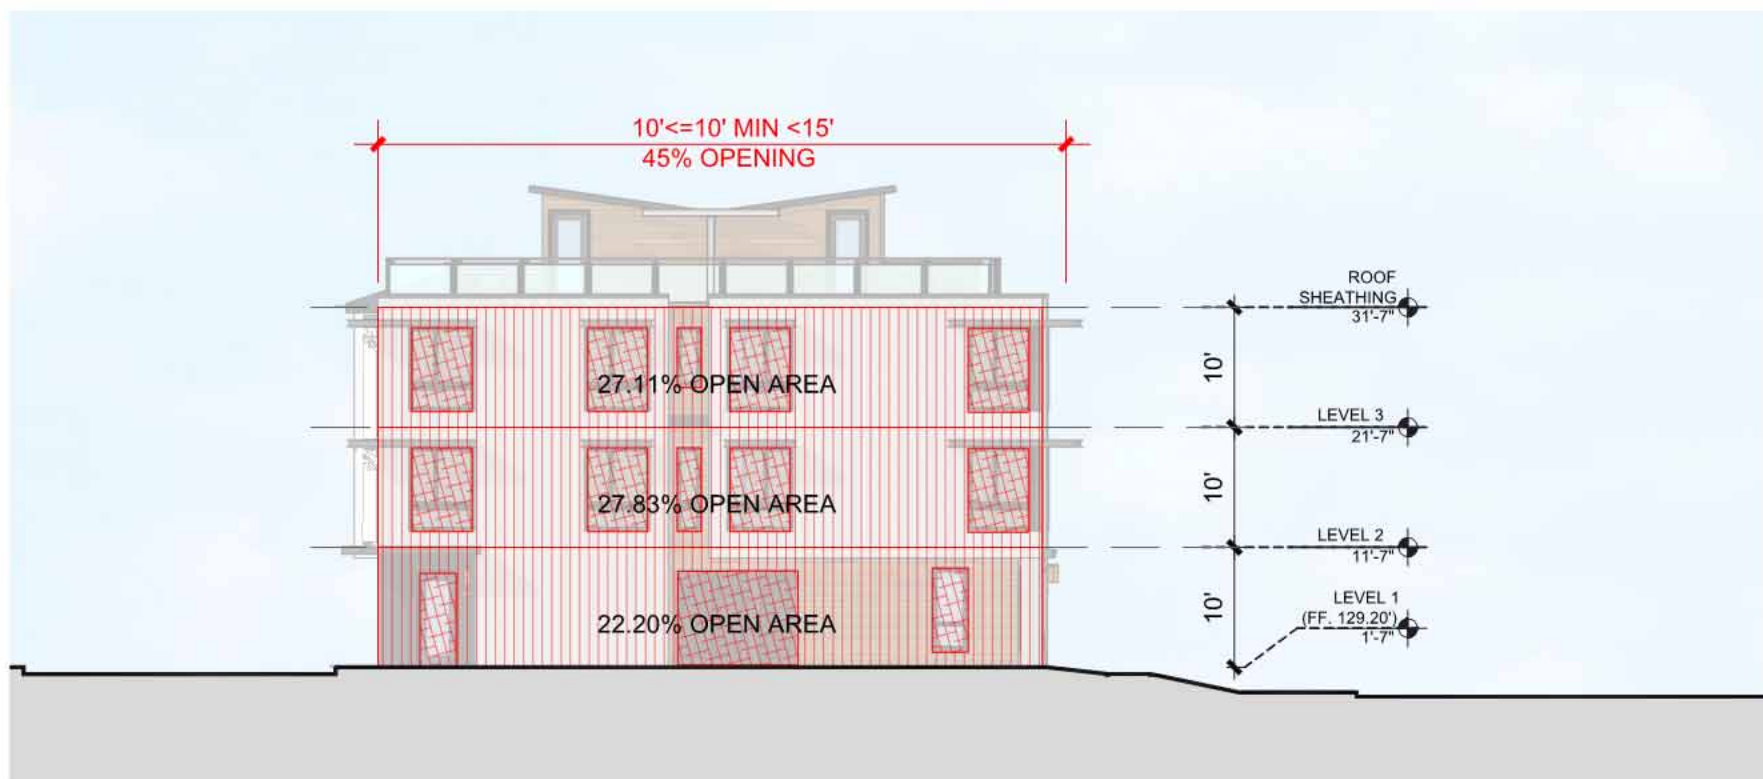 10'<=10' MIN <15'
45% OPENING
ROOF
SHEATHING
31'-7"
10'
27.11% OPEN AREA
LEVEL 3
21'-7"
10'
27.83% OPEN AREA
LEVEL 2
11'-7"
10'
22.20% OPEN AREA
LEVEL 1
(FF. 129.20')
1'-7"